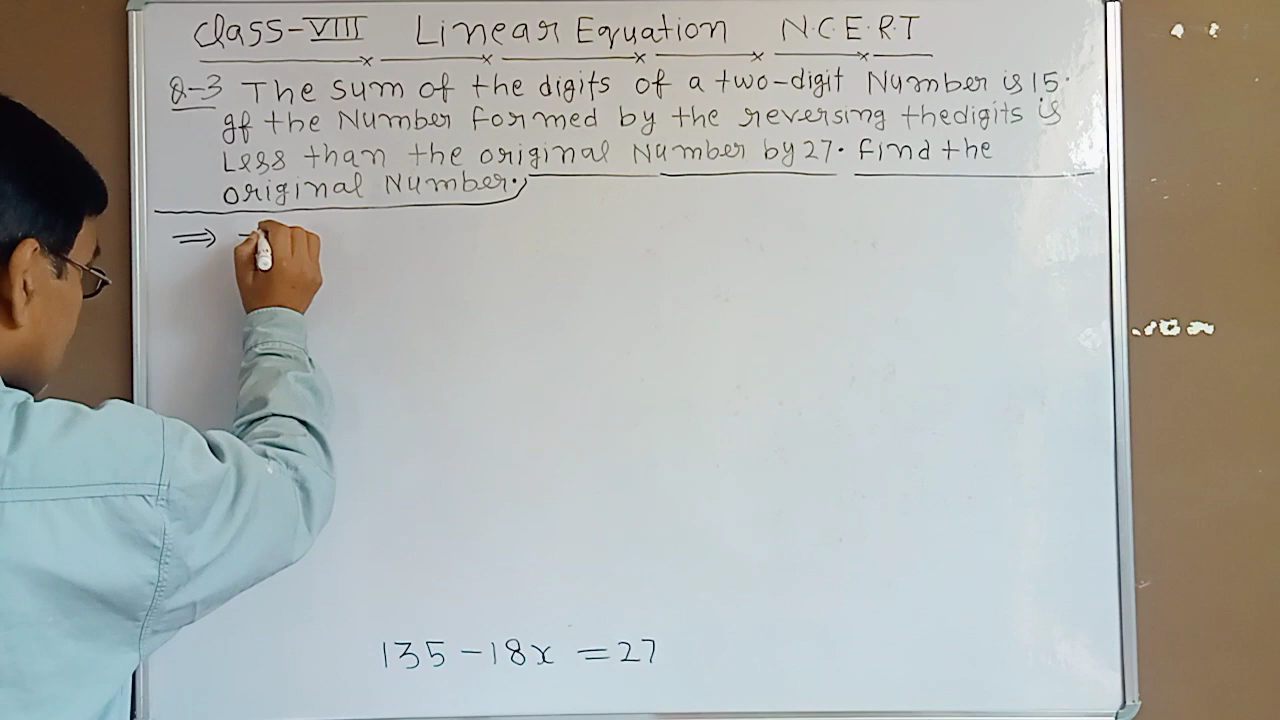 Class-VIII Linear Equation N.C.E.R.T
Q-3 The sum of the digits of a two-digit Number is 15.
If the Number formed by the reversing thedigits is
Less than the original Number by 27. find the
original Number.
⇒
135-18x = 27